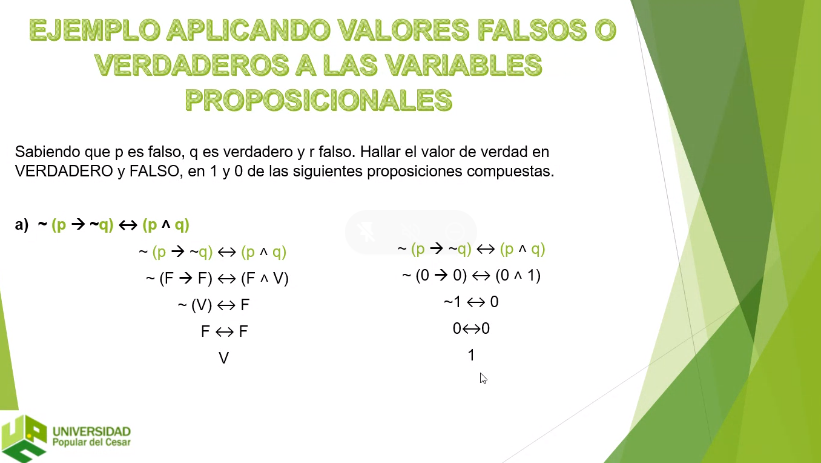 EJEMPLO APLICANDO VALORES FALSOS O
VERDADEROS A LAS VARIABLES
PROPOSICIONALES
Sabiendo que p es falso, q es verdadero y r falso. Hallar el valor de verdad en
VERDADERO y FALSO, en 1 y 0 de las siguientes proposiciones compuestas.
a) ~ (p → ~q) ↔ (p ∧ q)
~ (p → ~q) ↔ (p ∧ q)
~ (F → F) ↔ (F ∧ V)
~ (V) ↔ F
F ↔ F
V
~ (p → ~q) ↔ (p ∧ q)
~ (0 → 0) ↔ (0 ∧ 1)
~1 ↔ 0
0↔0
1
UNIVERSIDAD
Popular del Cesar